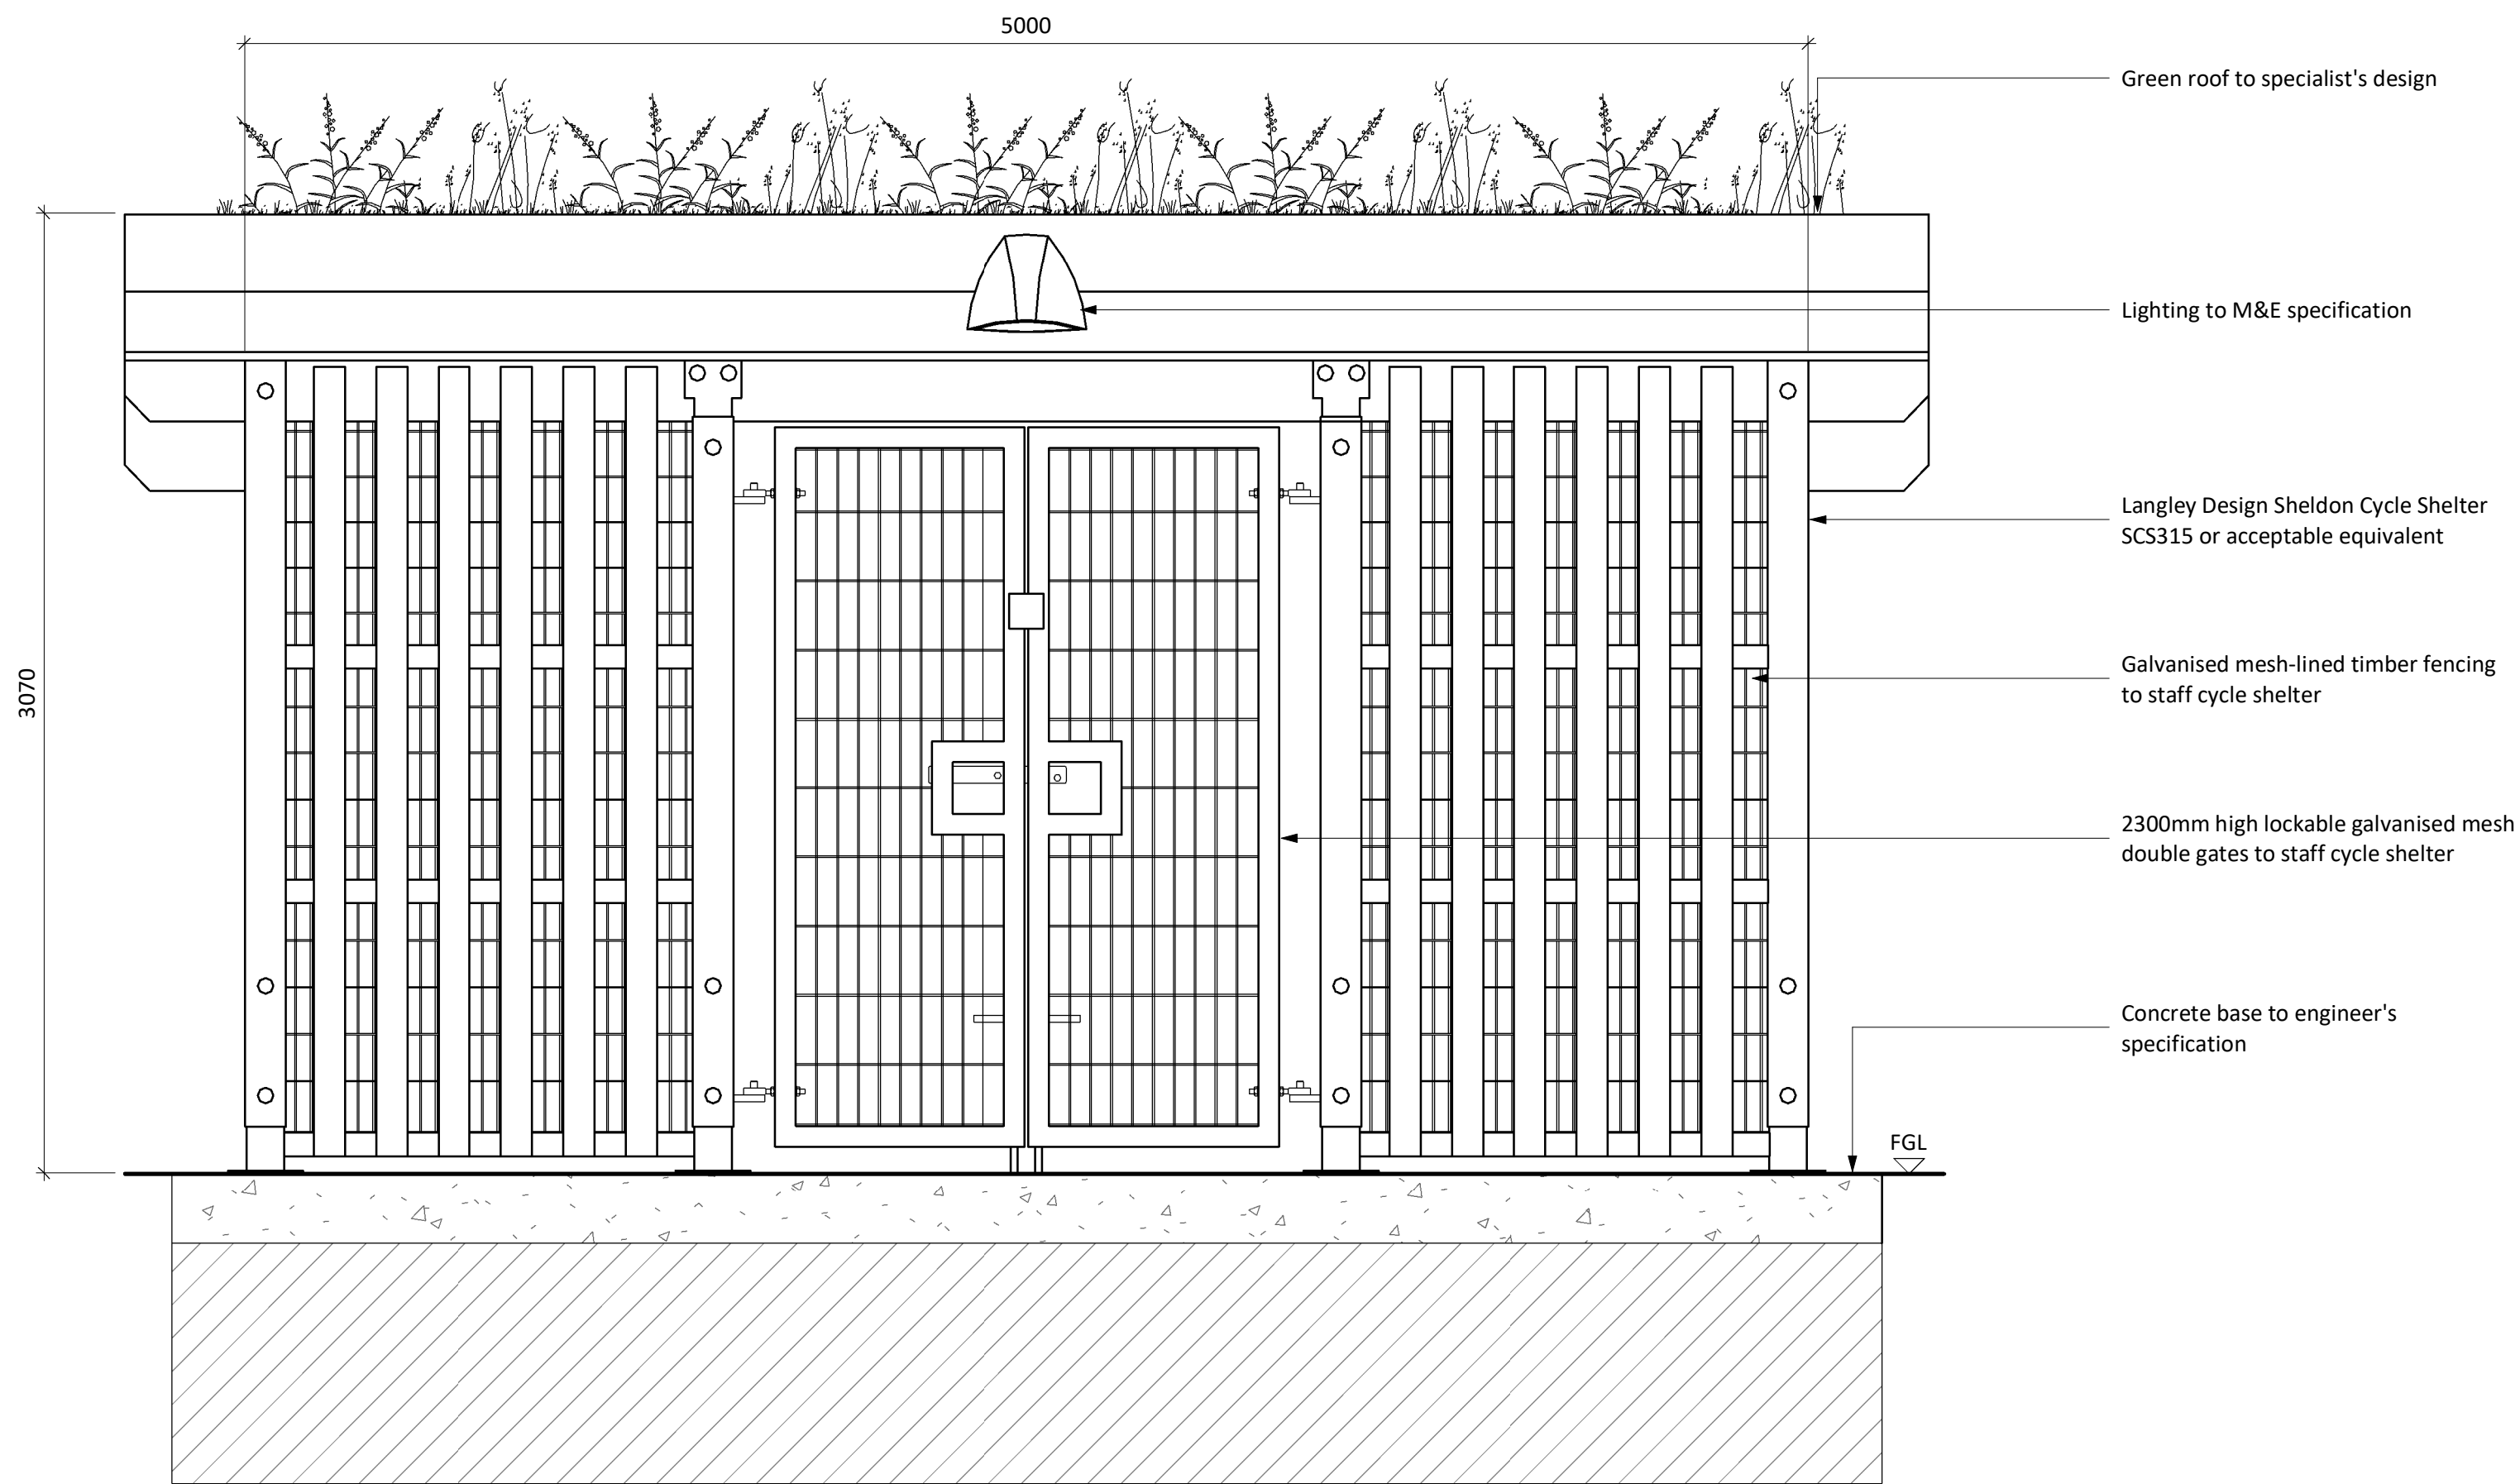 5000
Green roof to specialist's design
Lighting to M&E specification
Langley Design Sheldon Cycle Shelter
SCS315 or acceptable equivalent
3070
Galvanised mesh-lined timber fencing
to staff cycle shelter
2300mm high lockable galvanised mesh
double gates to staff cycle shelter
Concrete base to engineer's
specification
FGL